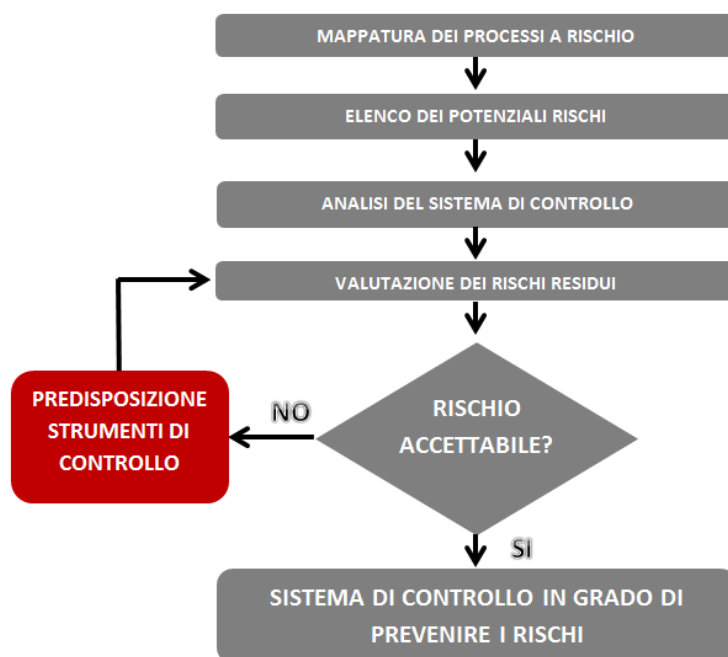 MAPPATURA DEI PROCESSI A RISCHIO
ELENCO DEI POTENZIALI RISCHI
ANALISI DEL SISTEMA DI CONTROLLO
VALUTAZIONE DEI RISCHI RESIDUI
PREDISPOSIZIONE
STRUMENTI DI
CONTROLLO
NO
RISCHIO
ACCETTABILE?
SI
SISTEMA DI CONTROLLO IN GRADO DI
PREVENIRE I RISCHI